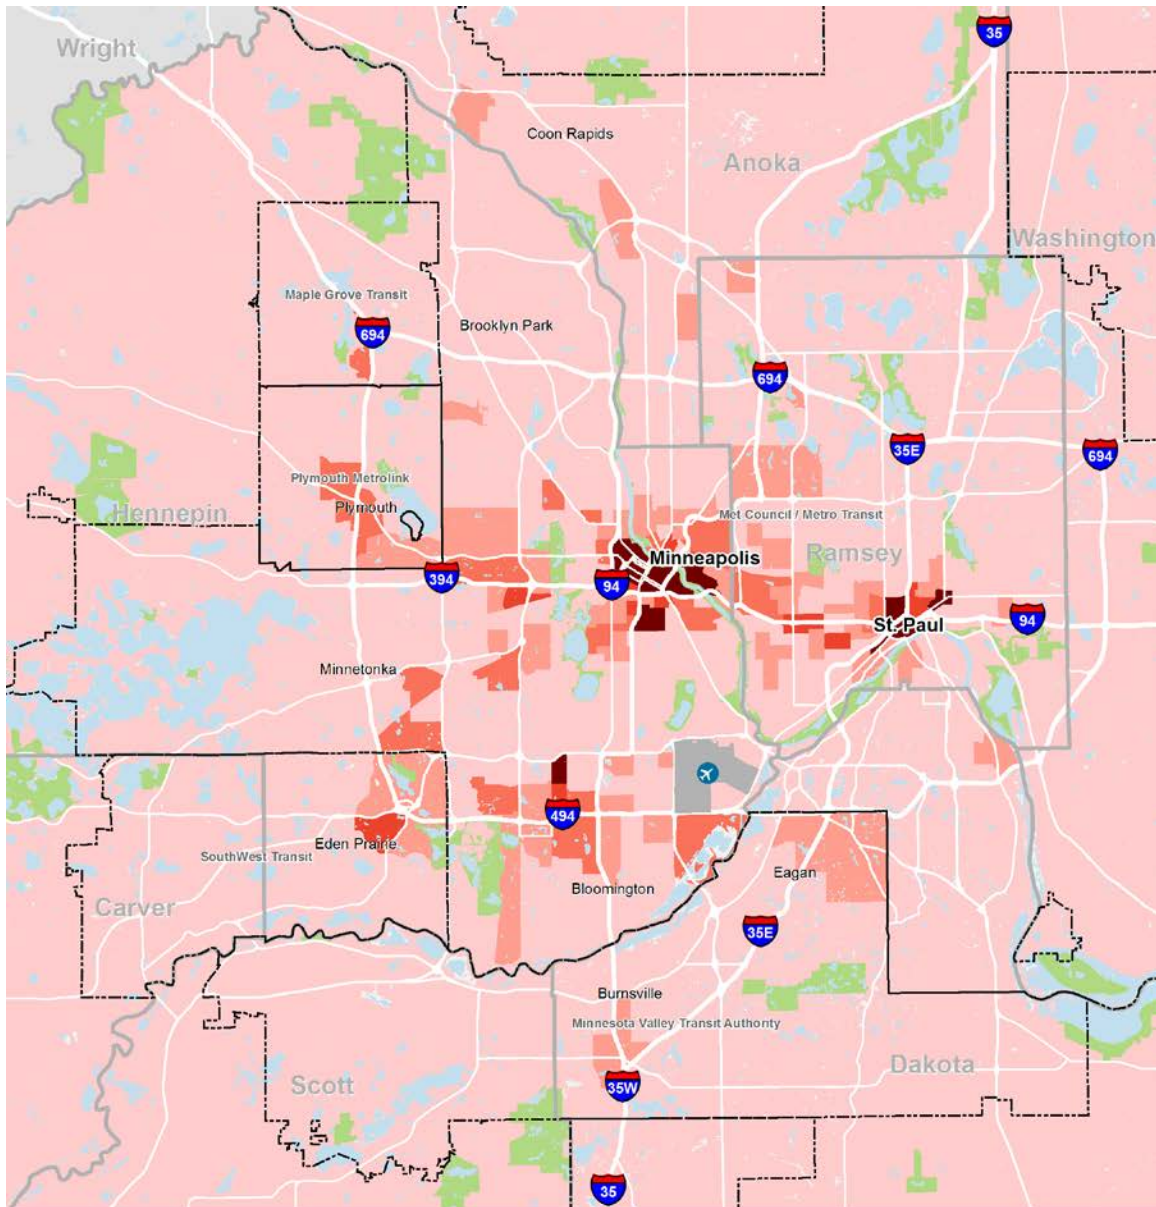 35
Wright
Coon Rapids
Anoka
Washington
Maple Grove Transit
Brooklyn Park
694
694
35E
694
Plymouth Metrolink
Plymouth
Hennepin
Met Council / Metro Transit
Minneapolis
Ramsey
394
94
St. Paul
94
Minnetonka
494
Eden Prairie
SouthWest Transit
Bloomington
Eagan
Carver
35E
Burnsville
Minnesota Valley Transit Authority
Dakota
Scott
35W
35